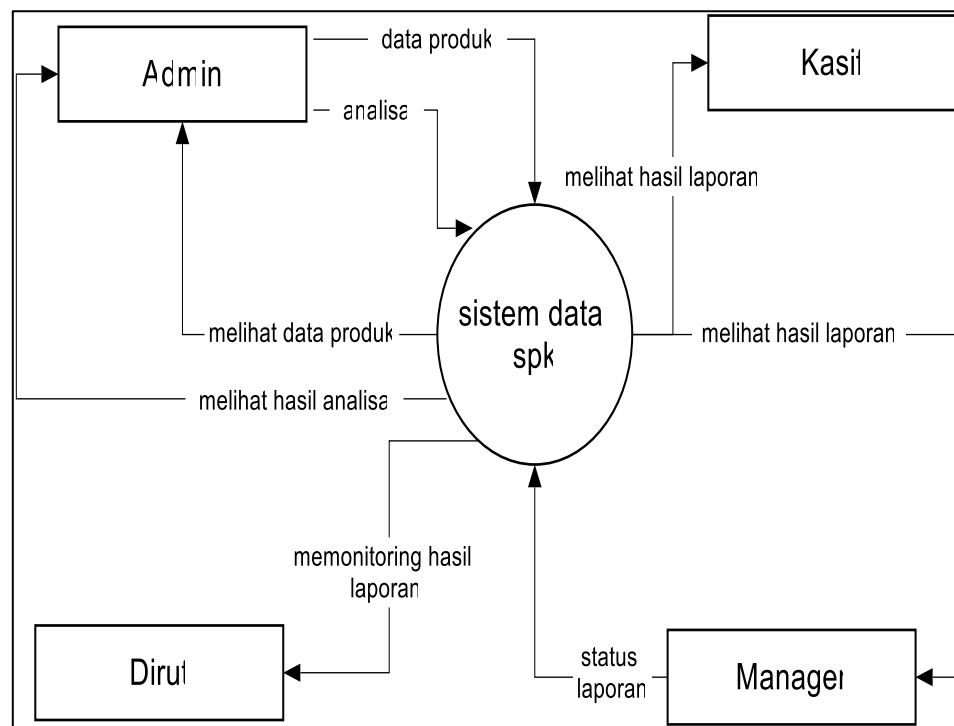 data produk
Admin
Kasif
analisa
melihat hasil laporan
sistem data
spk
melihat data produk
melihat hasil laporan
melihat hasil analisa
memonitoring hasil
laporan
status
laporan
Dirut
Manager